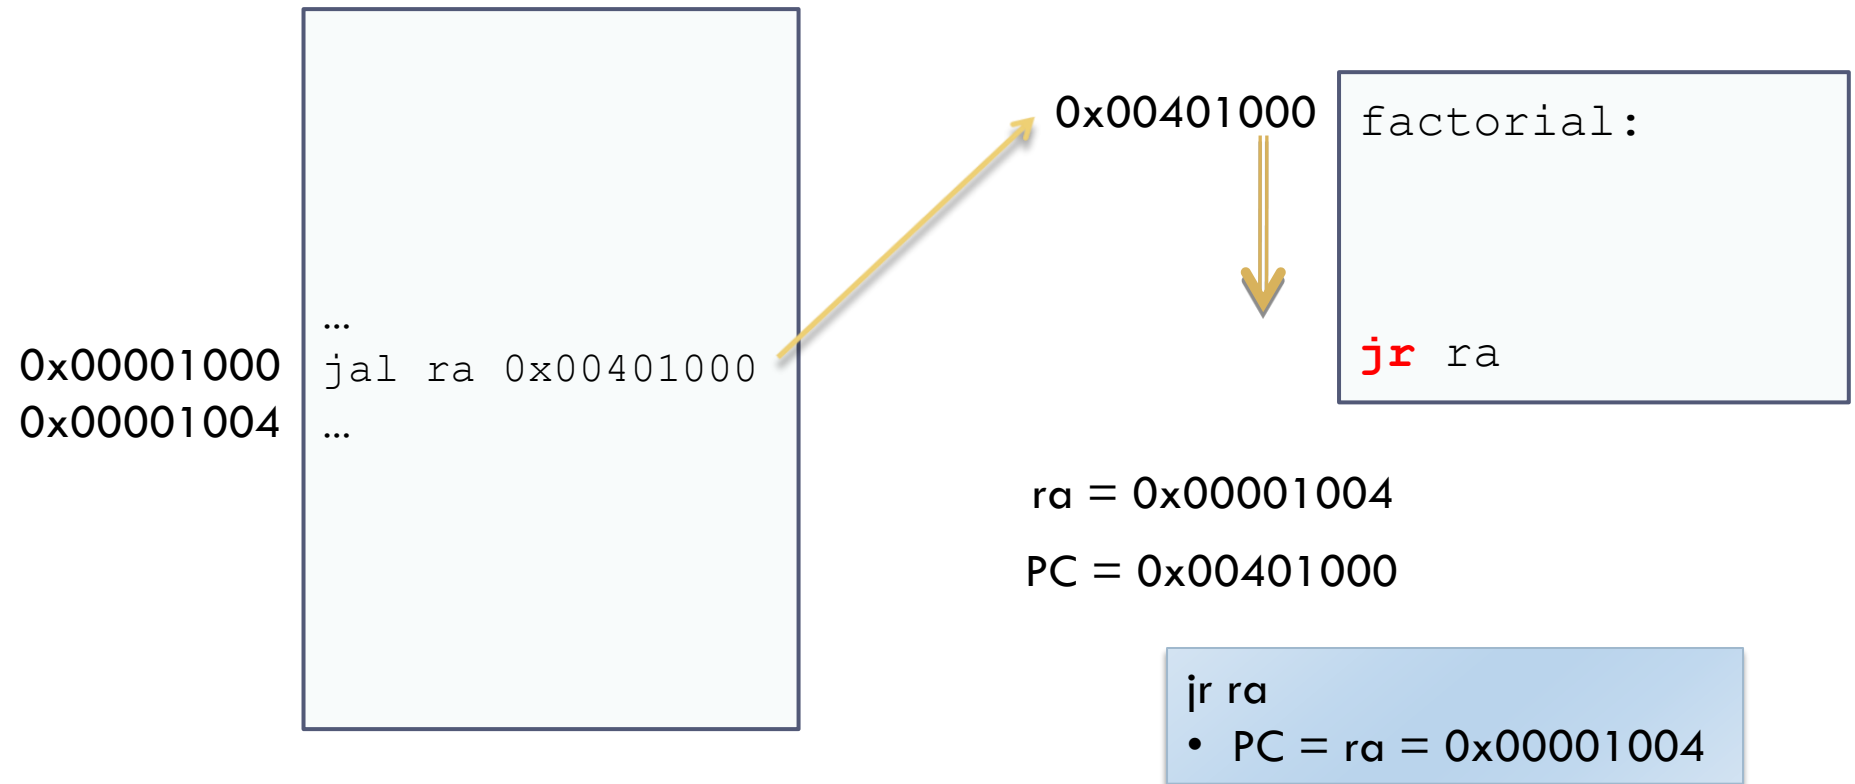 …
0x00001000 jal ra 0x00401000
0x00001004 …
0x00401000 factorial:
jr ra
ra = 0x00001004
PC = 0x00401000
jr ra
• PC = ra = 0x00001004